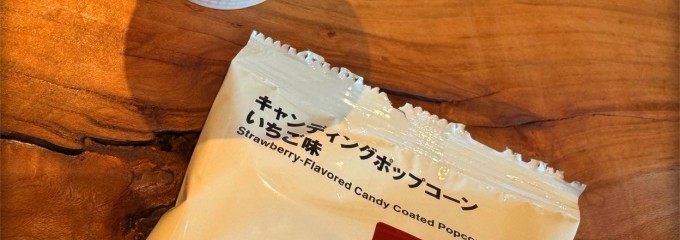 キャンディングポップコーン
いちご味
Strawberry-Flavored Candy Coated